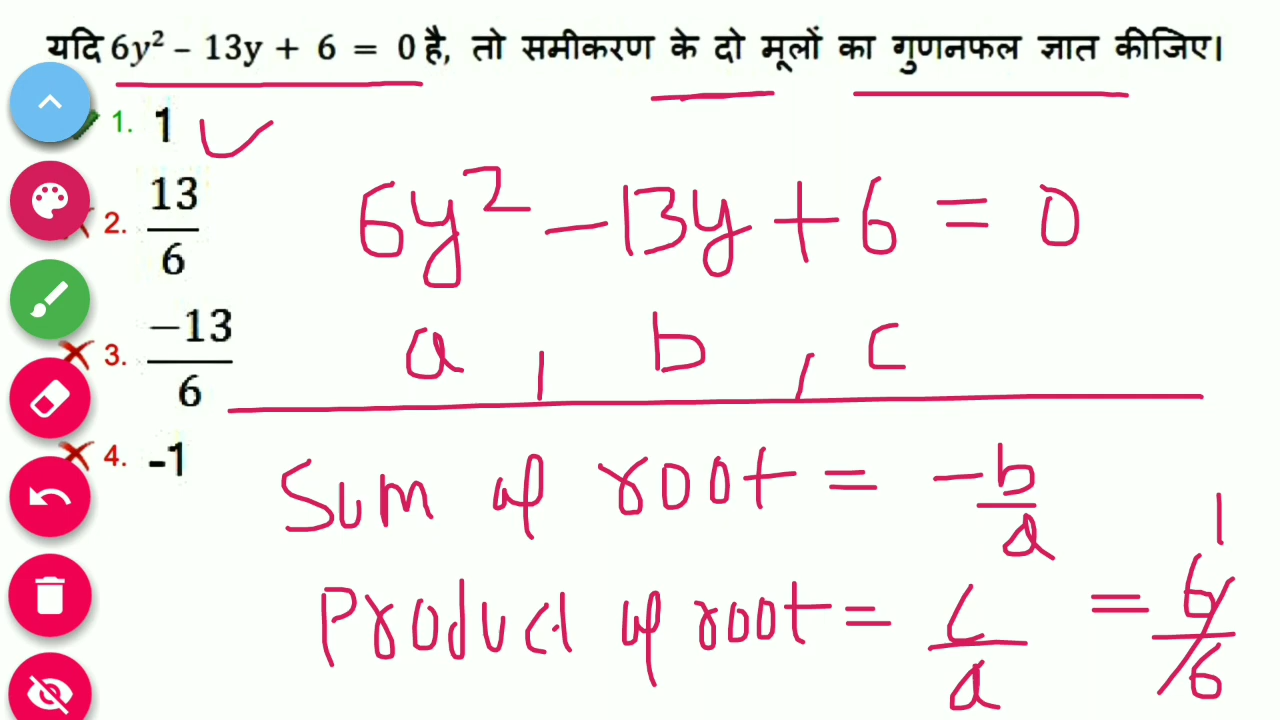 यदि 6y² – 13y + 6 = 0 है, तो समीकरण के दो मूलों का गुणनफल ज्ञात कीजिए।
1. 1
2. 13/6
3. −13/6
4. -1
6y² − 13y + 6 = 0
a , b , c
Sum of root = −b/a
Product of root = c/a = 6/6
1